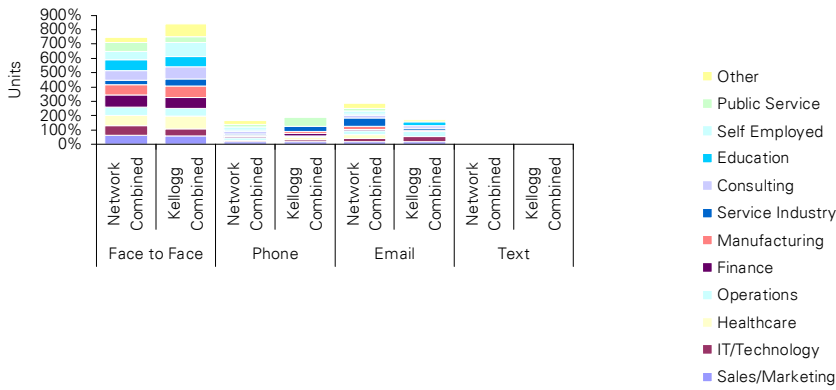 900%
800%
700%
600%
500%
400%
300%
200%
100%
0%
Units
Network Combined
Kellogg Combined
Network Combined
Kellogg Combined
Network Combined
Kellogg Combined
Network Combined
Kellogg Combined
Face to Face
Phone
Email
Text
Other
Public Service
Self Employed
Education
Consulting
Service Industry
Manufacturing
Finance
Operations
Healthcare
IT/Technology
Sales/Marketing